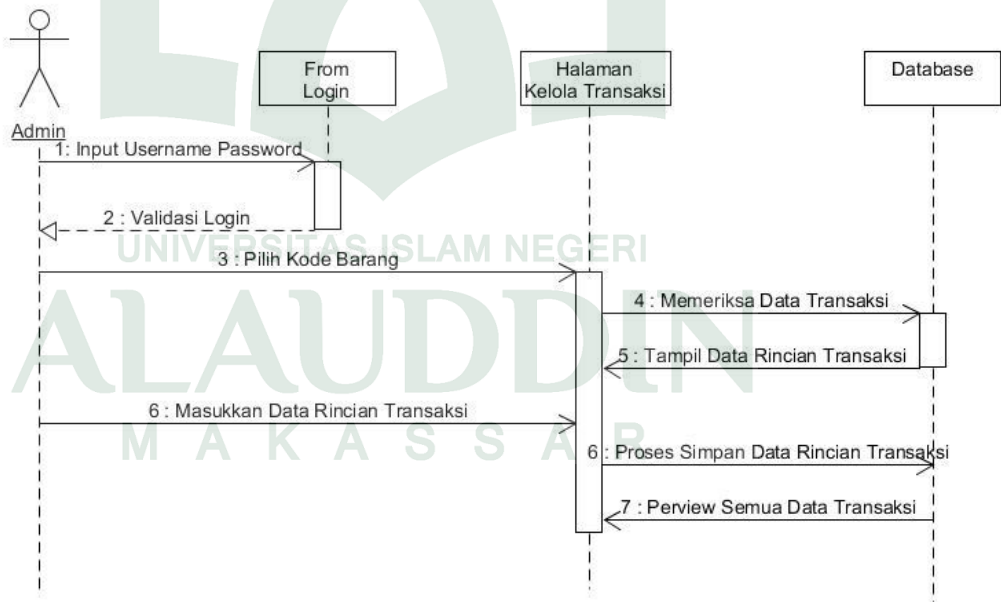 From
Login
Halaman
Kelola Transaksi
Database
Admin
1: Input Username Password
2 : Validasi Login
UNIVERSITAS ISLAM NEGERI
3 : Pilih Kode Barang
4 : Memeriksa Data Transaksi
ALAUDDIN
5 : Tampil Data Rincian Transaksi
6 : Masukkan Data Rincian Transaksi
MAKASSAR
6 : Proses Simpan Data Rincian Transaksi
7 : Perview Semua Data Transaksi